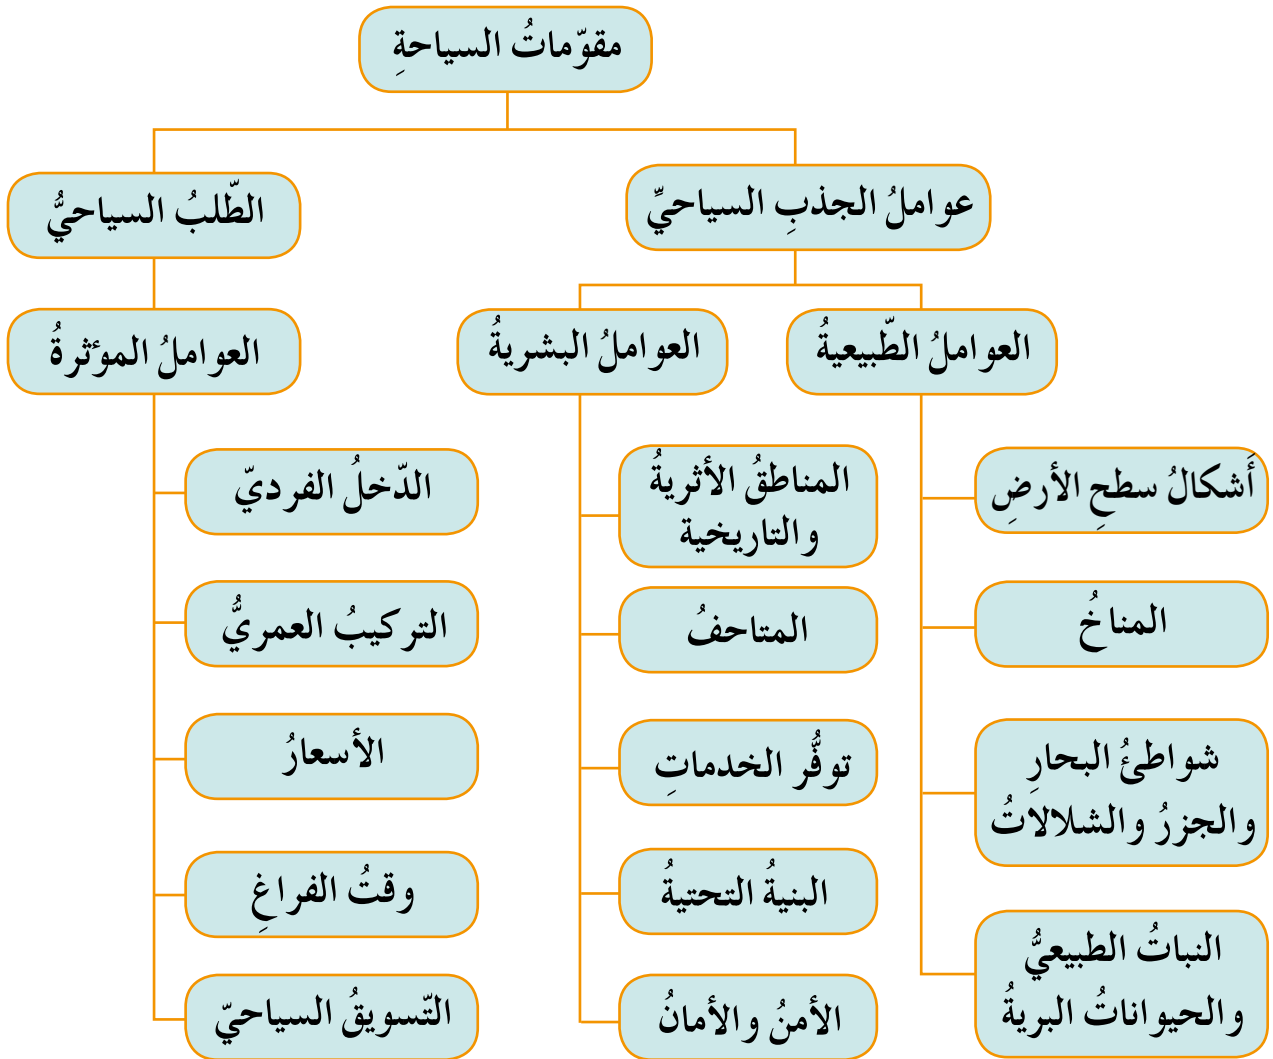 مقوّماتُ السياحةِ
عواملُ الجذبِ السياحيِّ
الطّلبُ السياحيُّ
العواملُ الطّبيعيةُ
العواملُ البشريةُ
العواملُ المؤثرةُ
أَشكالُ سطحِ الأرضِ
المناخُ
شواطئُ البحارِ
والجزرُ والشلالاتُ
النباتُ الطبيعيُّ
والحيواناتُ البريةُ
المناطقُ الأثريةُ
والتاريخية
المتاحفُ
توفُّر الخدماتِ
البنيةُ التحتيةُ
الأمنُ والأمانُ
الدّخلُ الفرديّ
التركيبُ العمريُّ
الأسعارُ
وقتُ الفراغِ
التّسويقُ السياحيّ